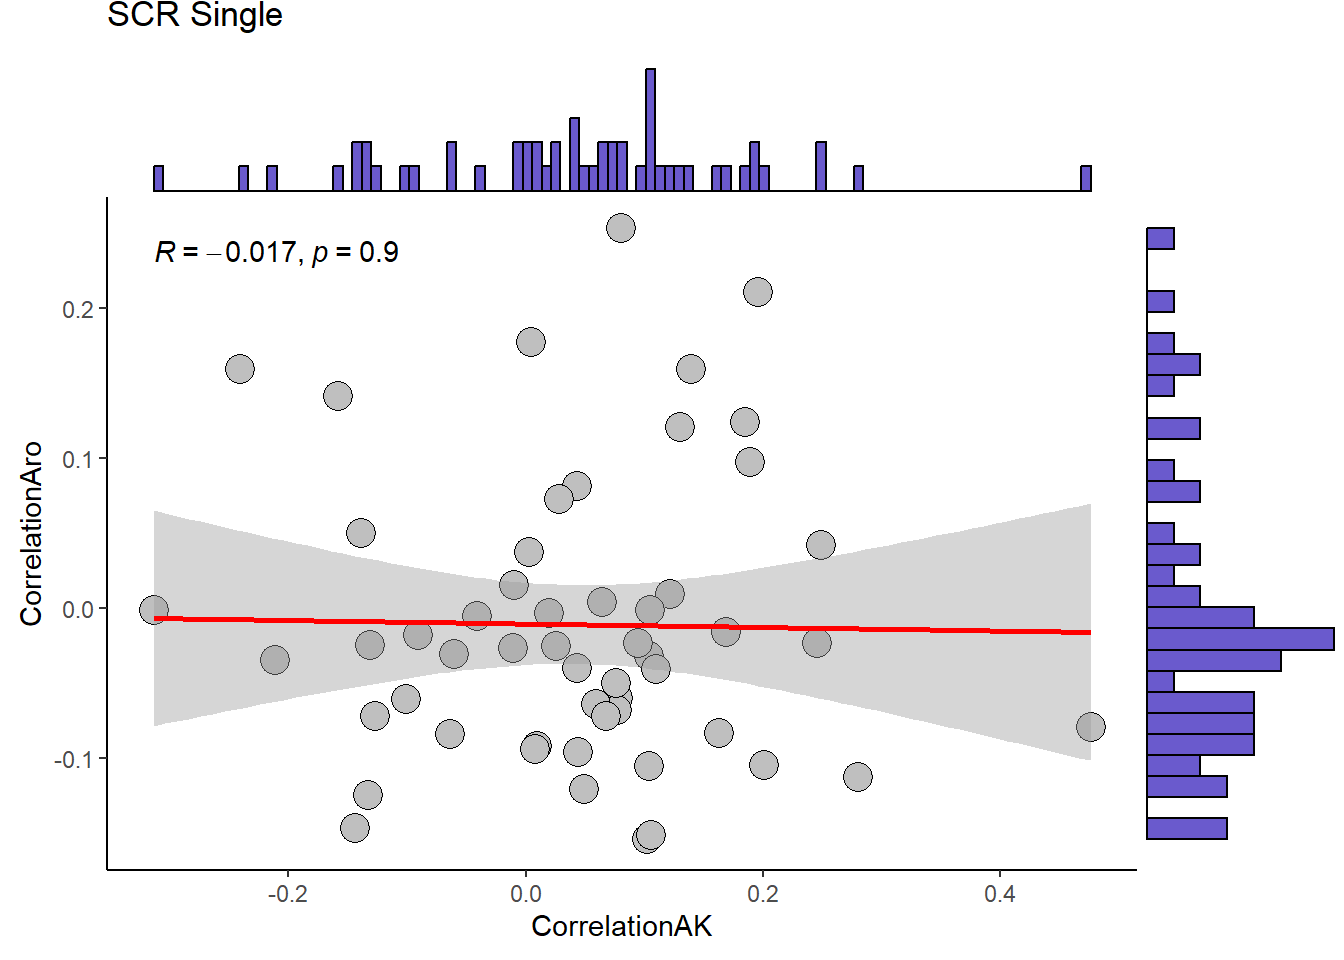 SCR Single
R = −0.017, p = 0.9
0.2
0.1
0.0
-0.1
CorrelationAro
-0.2 0.0 0.2 0.4
CorrelationAK